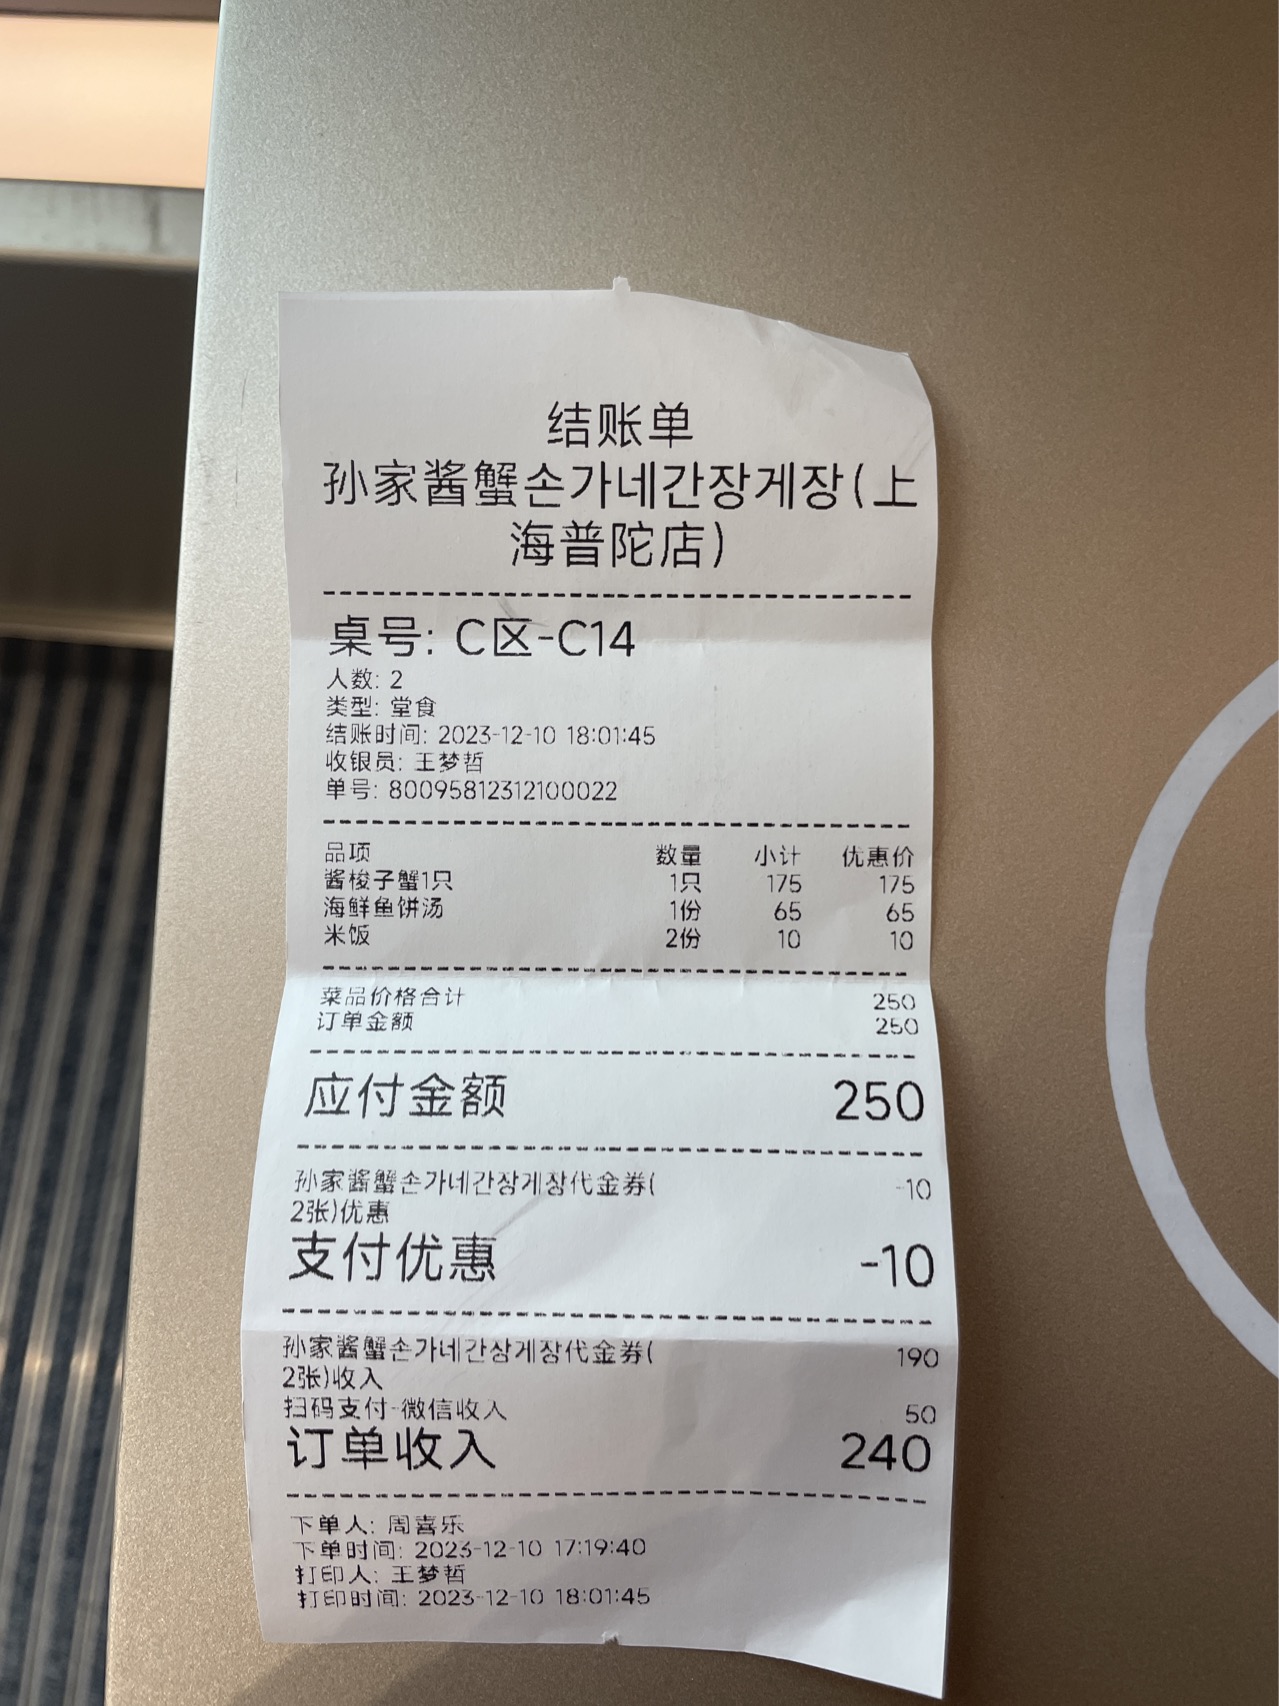 结账单
孙家酱蟹손가네간장게장(上
海普陀店)
桌号: C区-C14
人数: 2
类型: 堂食
结账时间: 2023-12-10 18:01:45
收银员: 王梦哲
单号: 80095812312100022
品项 数量 小计 优惠价
酱梭子蟹1只 1只 175 175
海鲜鱼饼汤 1份 65 65
米饭 2份 10 10
菜品价格合计 250
订单金额 250
应付金额 250
孙家酱蟹손가네간장게장代金券( -10
2张)优惠
支付优惠 -10
孙家酱蟹손가네간장게장代金券( 190
2张)收入
扫码支付-微信收入 50
订单收入 240
下单人: 周喜乐
下单时间: 2023-12-10 17:19:40
打印人: 王梦哲
打印时间: 2023-12-10 18:01:45